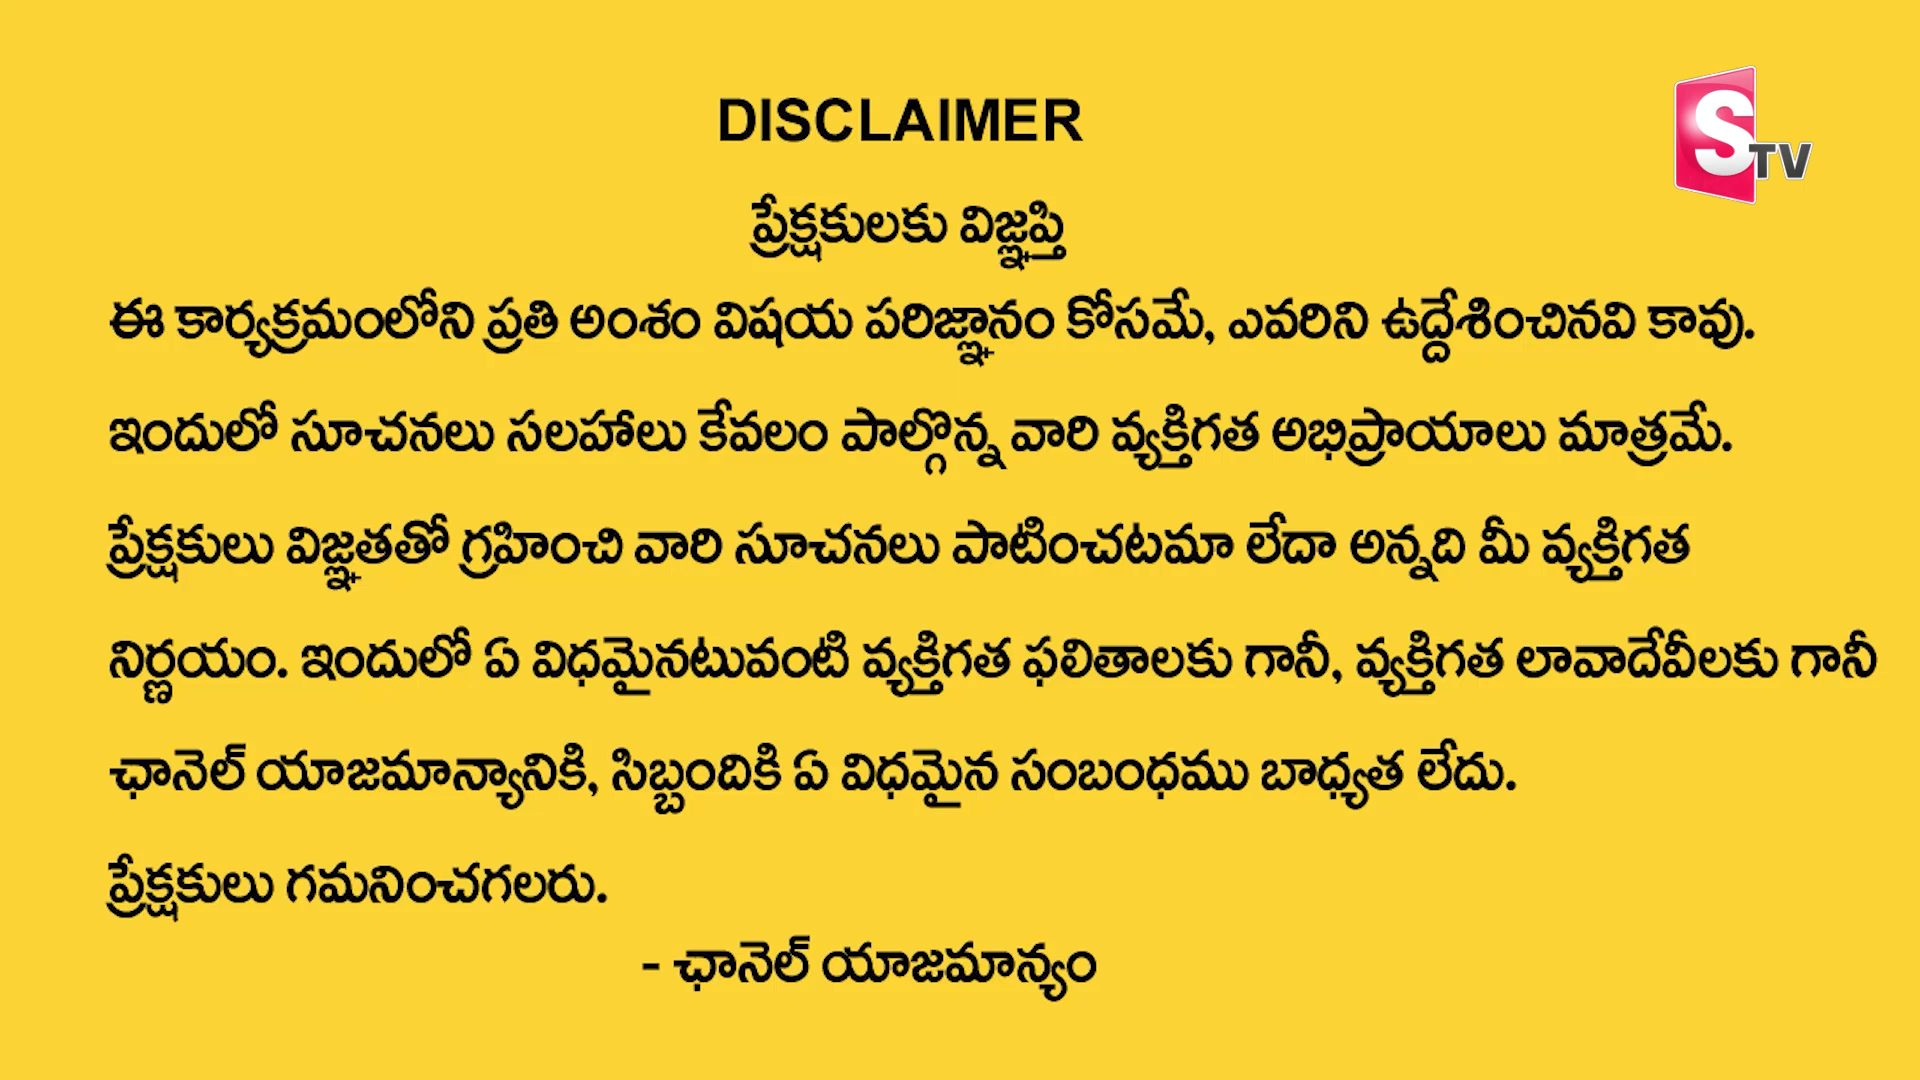 DISCLAIMER
STV
ప్రేక్షకులకు విజ్ఞప్తి
ఈ కార్యక్రమంలోని ప్రతి అంశం విషయ పరిజ్ఞానం కోసమే, ఎవరిని ఉద్దేశించినవి కావు.
ఇందులో సూచనలు సలహాలు కేవలం పాల్గొన్న వారి వ్యక్తిగత అభిప్రాయాలు మాత్రమే.
ప్రేక్షకులు విజ్ఞతతో గ్రహించి వారి సూచనలు పాటించటమా లేదా అన్నది మీ వ్యక్తిగత
నిర్ణయం. ఇందులో ఏ విధమైనటువంటి వ్యక్తిగత ఫలితాలకు గానీ, వ్యక్తిగత లావాదేవీలకు గానీ
ఛానెల్ యాజమాన్యానికి, సిబ్బందికి ఏ విధమైన సంబంధము బాధ్యత లేదు.
ప్రేక్షకులు గమనించగలరు.
- ఛానెల్ యాజమాన్యం